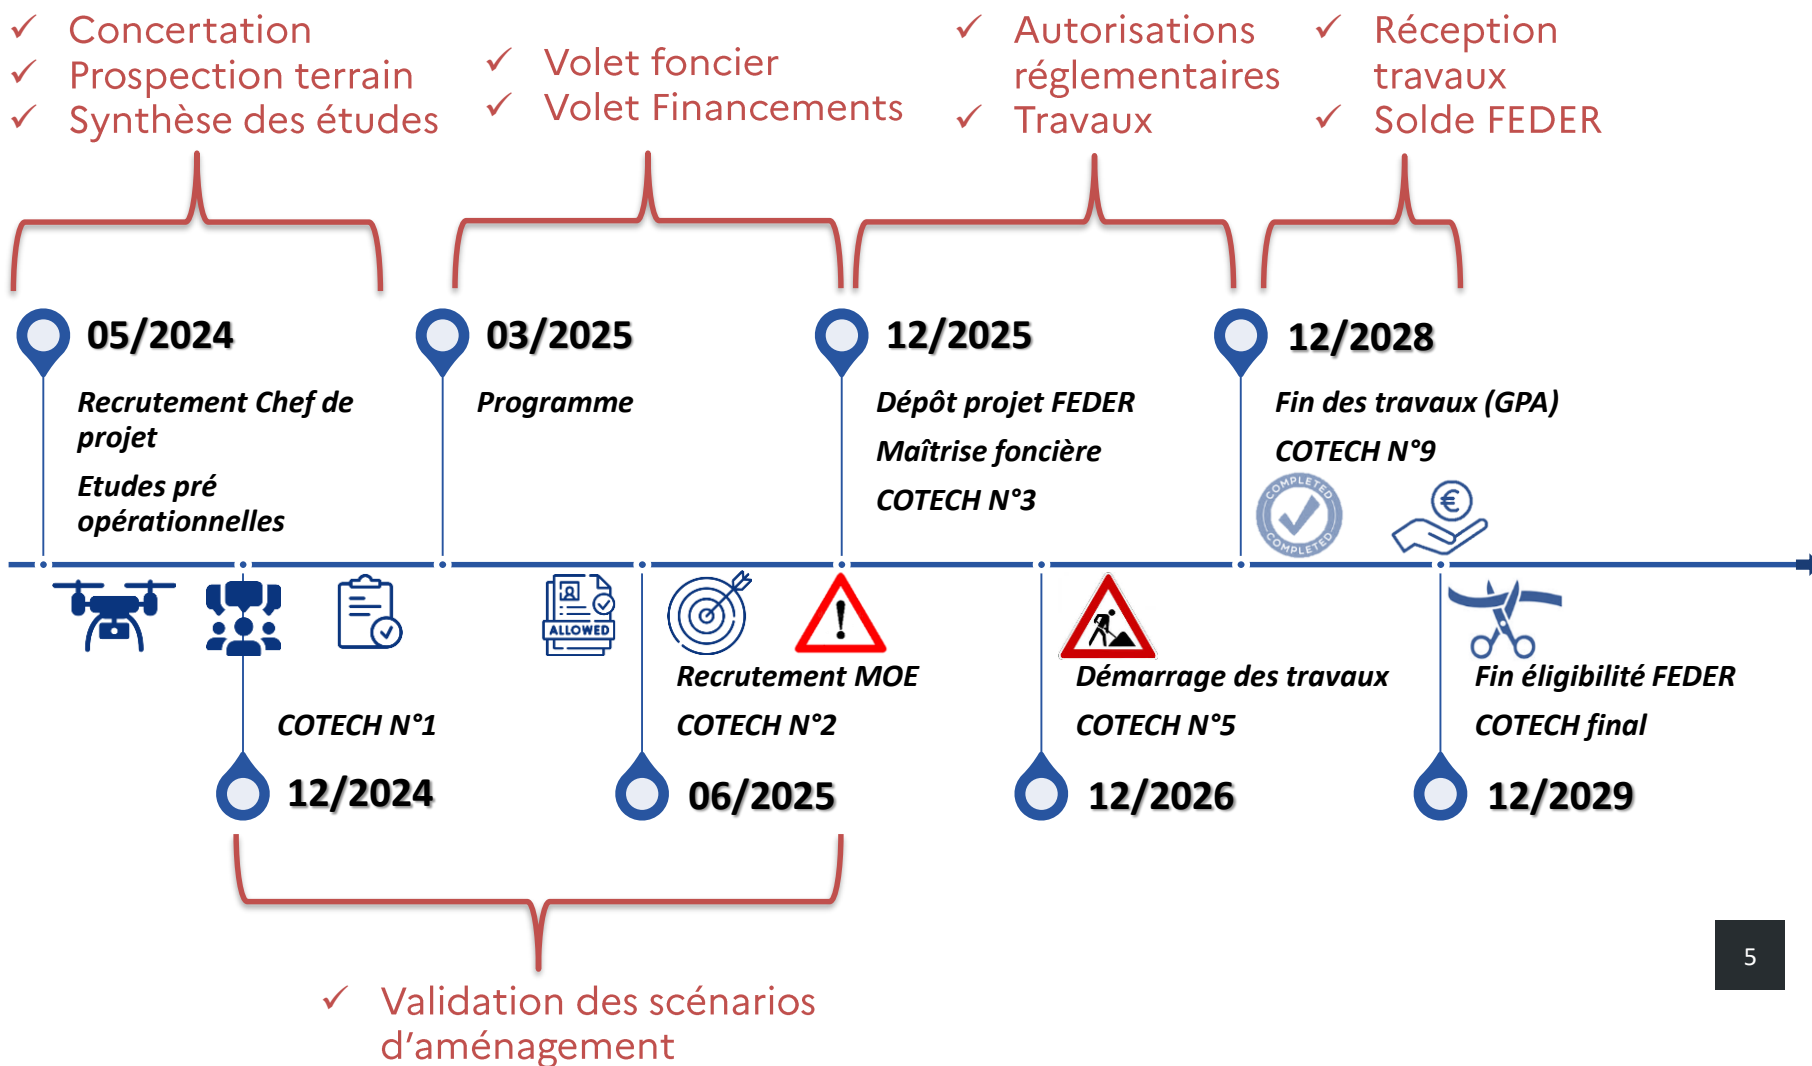 Concertation
Prospection terrain
Synthèse des études
Volet foncier
Volet Financements
Autorisations
réglementaires
Travaux
Réception
travaux
Solde FEDER
05/2024
Recrutement Chef de
projet
Etudes pré
opérationnelles
03/2025
Programme
12/2025
Dépôt projet FEDER
Maîtrise foncière
COTECH N°3
12/2028
Fin des travaux (GPA)
COTECH N°9
COMPLETED
COMPLETED
€
ALLOWED
COTECH N°1
12/2024
Recrutement MOE
COTECH N°2
06/2025
Démarrage des travaux
COTECH N°5
12/2026
Fin éligibilité FEDER
COTECH final
12/2029
Validation des scénarios
d’aménagement
5